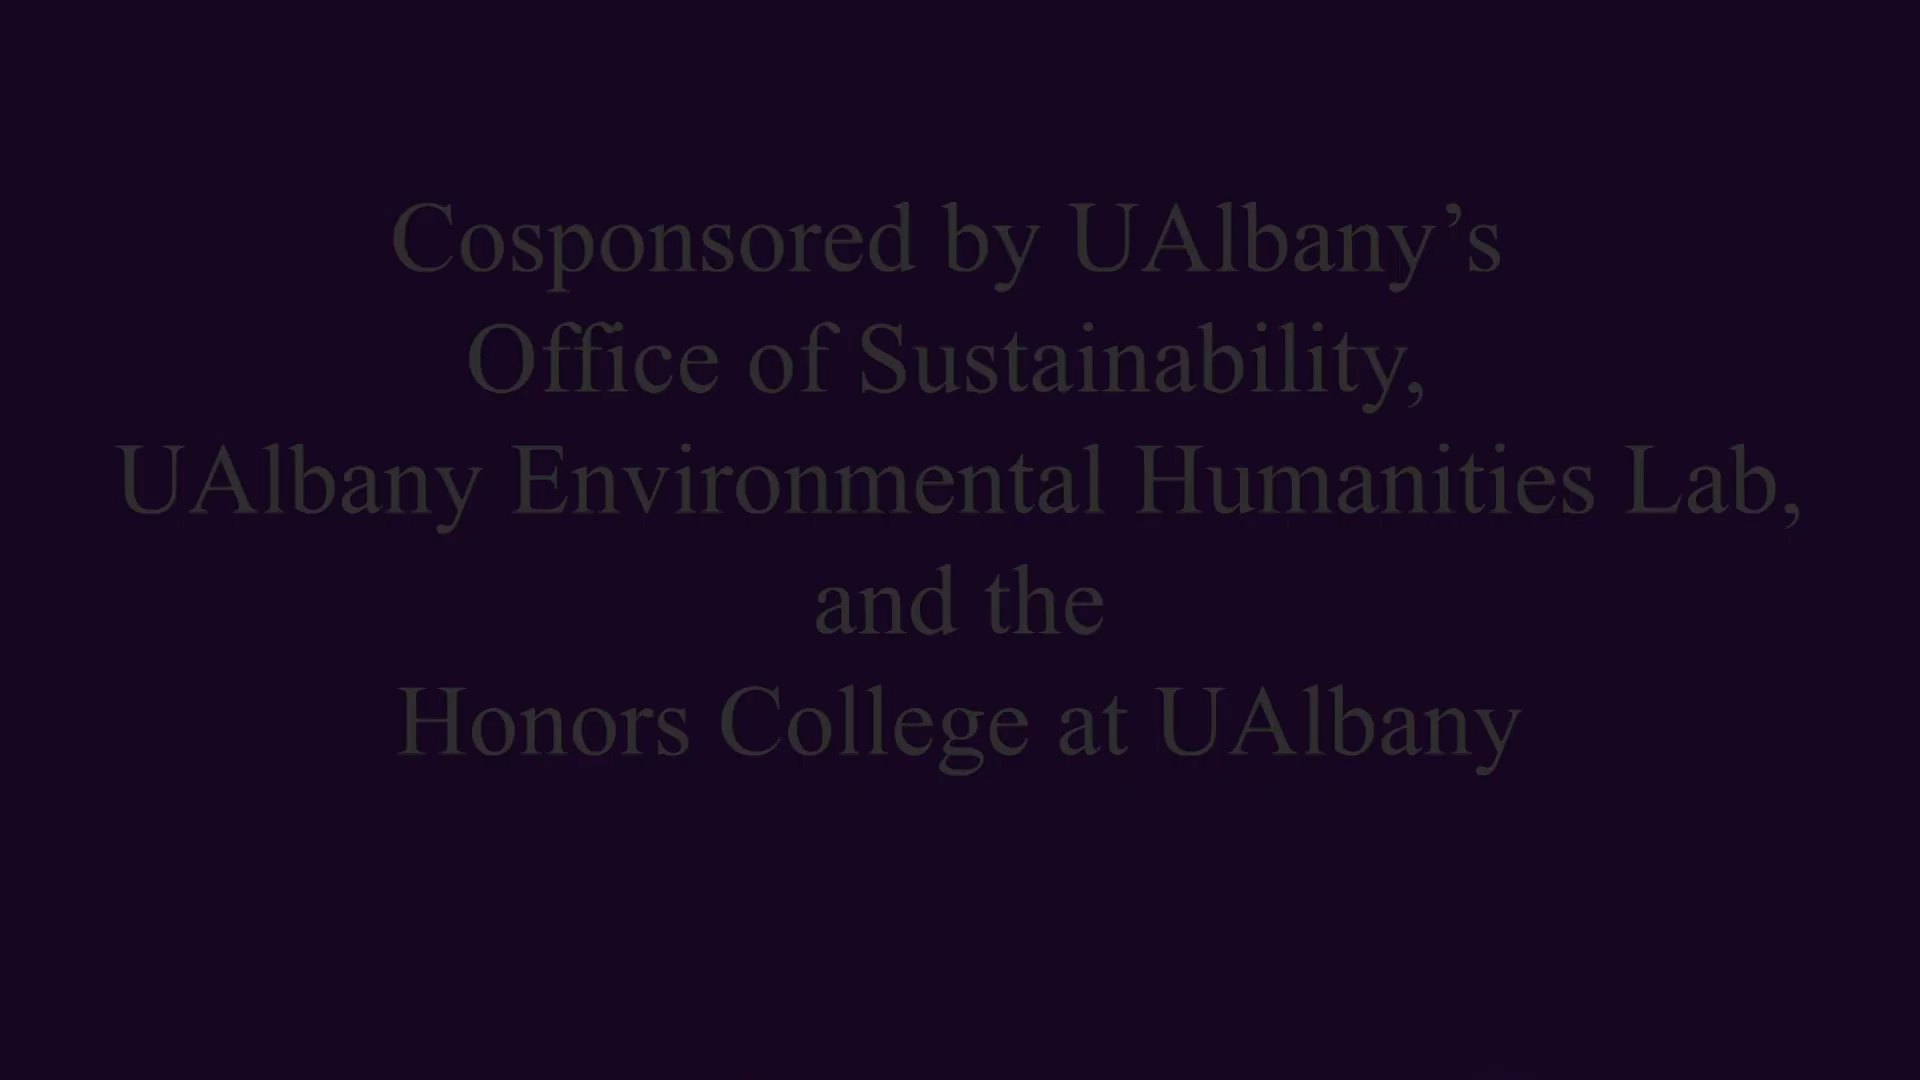 Cosponsored by UAlbany’s
Office of Sustainability,
UAlbany Environmental Humanities Lab,
and the
Honors College at UAlbany